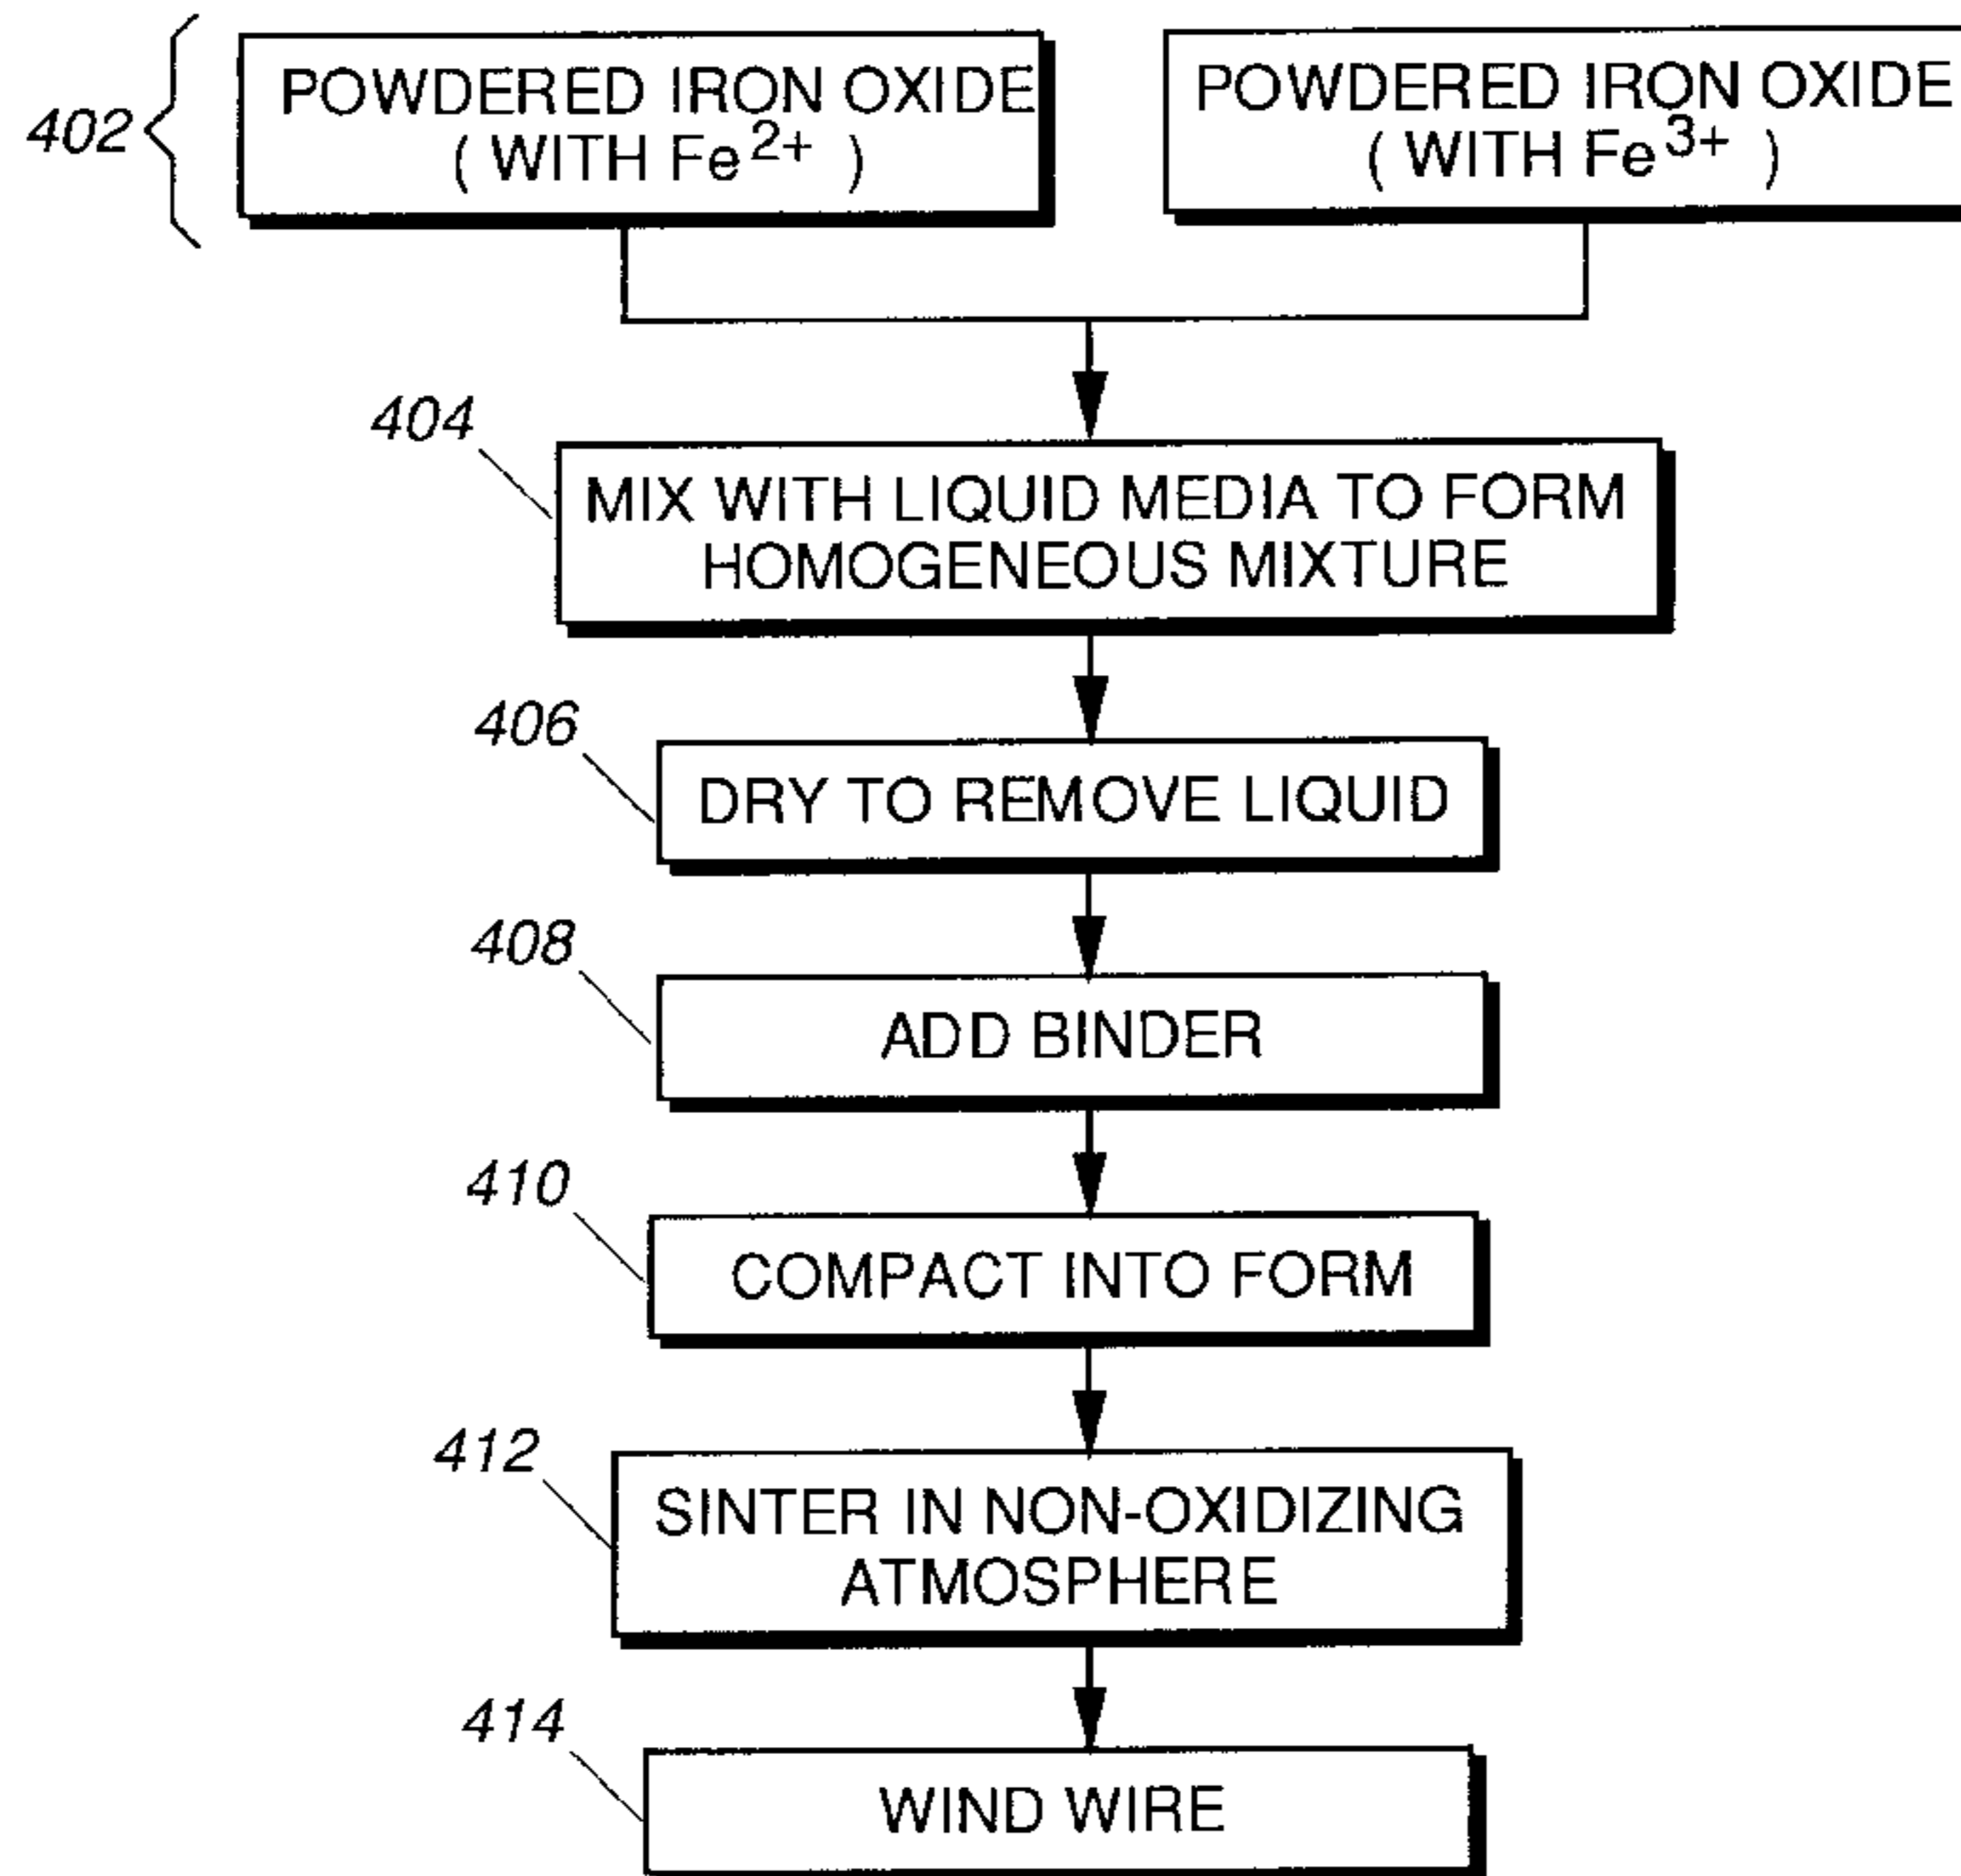 402
POWDERED IRON OXIDE
( WITH Fe2+ )
POWDERED IRON OXIDE
( WITH Fe3+ )
404
MIX WITH LIQUID MEDIA TO FORM
HOMOGENEOUS MIXTURE
406
DRY TO REMOVE LIQUID
408
ADD BINDER
410
COMPACT INTO FORM
412
SINTER IN NON-OXIDIZING
ATMOSPHERE
414
WIND WIRE